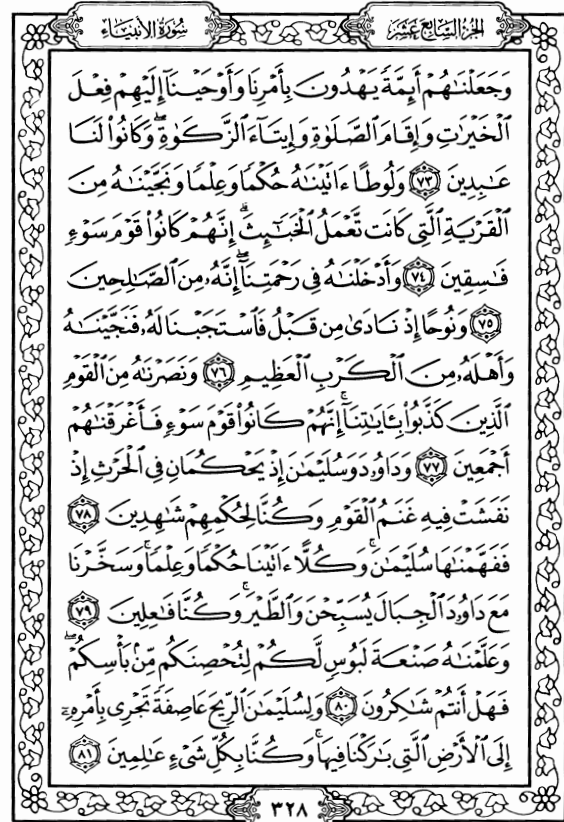 الجزء السابع عشر
سورة الأنبياء
وَجَعَلْنَٰهُمْ أَئِمَّةً يَهْدُونَ بِأَمْرِنَا وَأَوْحَيْنَآ إِلَيْهِمْ فِعْلَ
ٱلْخَيْرَٰتِ وَإِقَامَ ٱلصَّلَوٰةِ وَإِيتَآءَ ٱلزَّكَوٰةِ ۖ وَكَانُوا۟ لَنَا
عَٰبِدِينَ ﴿٧٣﴾ وَلُوطًا ءَاتَيْنَٰهُ حُكْمًا وَعِلْمًا وَنَجَّيْنَٰهُ مِنَ
ٱلْقَرْيَةِ ٱلَّتِى كَانَت تَّعْمَلُ ٱلْخَبَٰٓئِثَ ۗ إِنَّهُمْ كَانُوا۟ قَوْمَ سَوْءٍ
فَٰسِقِينَ ﴿٧٤﴾ وَأَدْخَلْنَٰهُ فِى رَحْمَتِنَآ ۖ إِنَّهُۥ مِنَ ٱلصَّٰلِحِينَ
﴿٧٥﴾ وَنُوحًا إِذْ نَادَىٰ مِن قَبْلُ فَٱسْتَجَبْنَا لَهُۥ فَنَجَّيْنَٰهُ
وَأَهْلَهُۥ مِنَ ٱلْكَرْبِ ٱلْعَظِيمِ ﴿٧٦﴾ وَنَصَرْنَٰهُ مِنَ ٱلْقَوْمِ
ٱلَّذِينَ كَذَّبُوا۟ بِـَٔايَٰتِنَآ ۚ إِنَّهُمْ كَانُوا۟ قَوْمَ سَوْءٍ فَأَغْرَقْنَٰهُمْ
أَجْمَعِينَ ﴿٧٧﴾ وَدَاوُۥدَ وَسُلَيْمَٰنَ إِذْ يَحْكُمَانِ فِى ٱلْحَرْثِ إِذْ
نَفَشَتْ فِيهِ غَنَمُ ٱلْقَوْمِ وَكُنَّا لِحُكْمِهِمْ شَٰهِدِينَ ﴿٧٨﴾
فَفَهَّمْنَٰهَا سُلَيْمَٰنَ ۚ وَكُلًّا ءَاتَيْنَا حُكْمًا وَعِلْمًا ۚ وَسَخَّرْنَا
مَعَ دَاوُۥدَ ٱلْجِبَالَ يُسَبِّحْنَ وَٱلطَّيْرَ ۚ وَكُنَّا فَٰعِلِينَ ﴿٧٩﴾
وَعَلَّمْنَٰهُ صَنْعَةَ لَبُوسٍ لَّكُمْ لِتُحْصِنَكُم مِّنۢ بَأْسِكُمْ ۖ
فَهَلْ أَنتُمْ شَٰكِرُونَ ﴿٨٠﴾ وَلِسُلَيْمَٰنَ ٱلرِّيحَ عَاصِفَةً تَجْرِى بِأَمْرِهِۦٓ
إِلَى ٱلْأَرْضِ ٱلَّتِى بَٰرَكْنَا فِيهَا ۚ وَكُنَّا بِكُلِّ شَىْءٍ عَٰلِمِينَ ﴿٨١﴾
٣٢٨